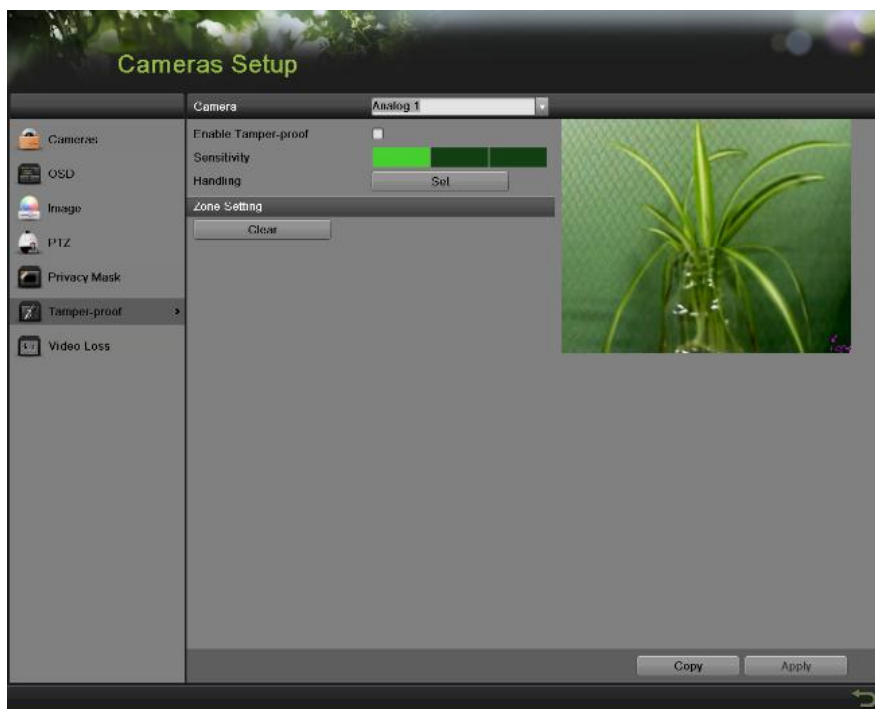 Cameras Setup
Camera Analog 1
Cameras
OSD
Image
PTZ
Privacy Mask
Tamper-proof
Video Loss
Enable Tamper-proof
Sensitivity
Handling Set
Zone Setting
Clear
Copy Apply